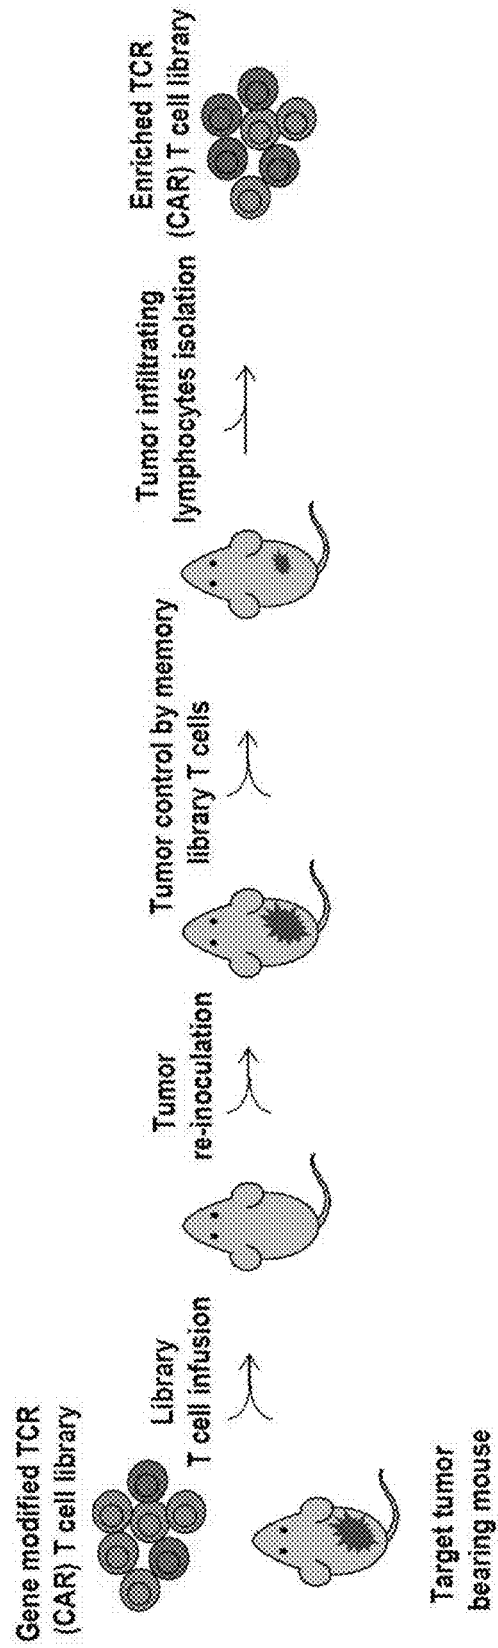 Gene modified TCR
(CAR) T cell library
Target tumor
bearing mouse
Library
T cell infusion
Tumor
re-inoculation
Tumor control by memory
library T cells
Tumor infiltrating
lymphocytes isolation
Enriched TCR
(CAR) T cell library